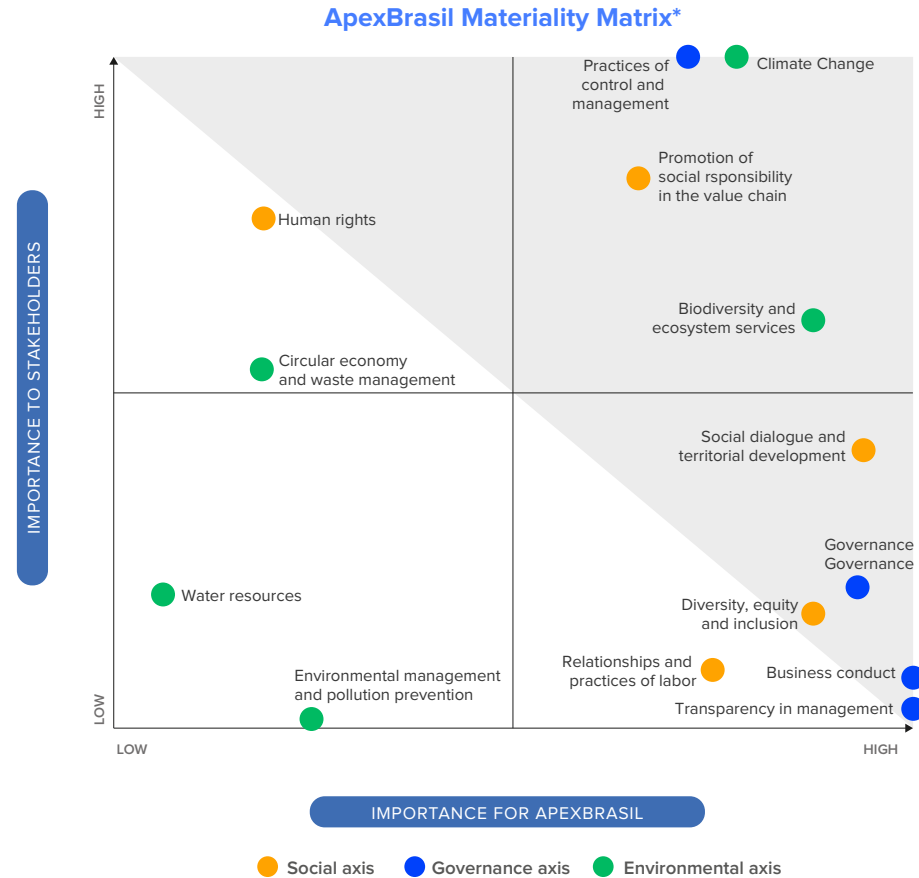 ApexBrasil Materiality Matrix*
HIGH
IMPORTANCE TO STAKEHOLDERS
LOW
Practices of
control and
management
Climate Change
Promotion of
social rsponsibility
in the value chain
Human rights
Biodiversity and
ecosystem services
Circular economy
and waste management
Social dialogue and
territorial development
Governance
Governance
Water resources
Diversity, equity
and inclusion
Relationships and
practices of labor
Business conduct
Environmental management
and pollution prevention
Transparency in management
LOW
HIGH
IMPORTANCE FOR APEXBRASIL
Social axis
Governance axis
Environmental axis